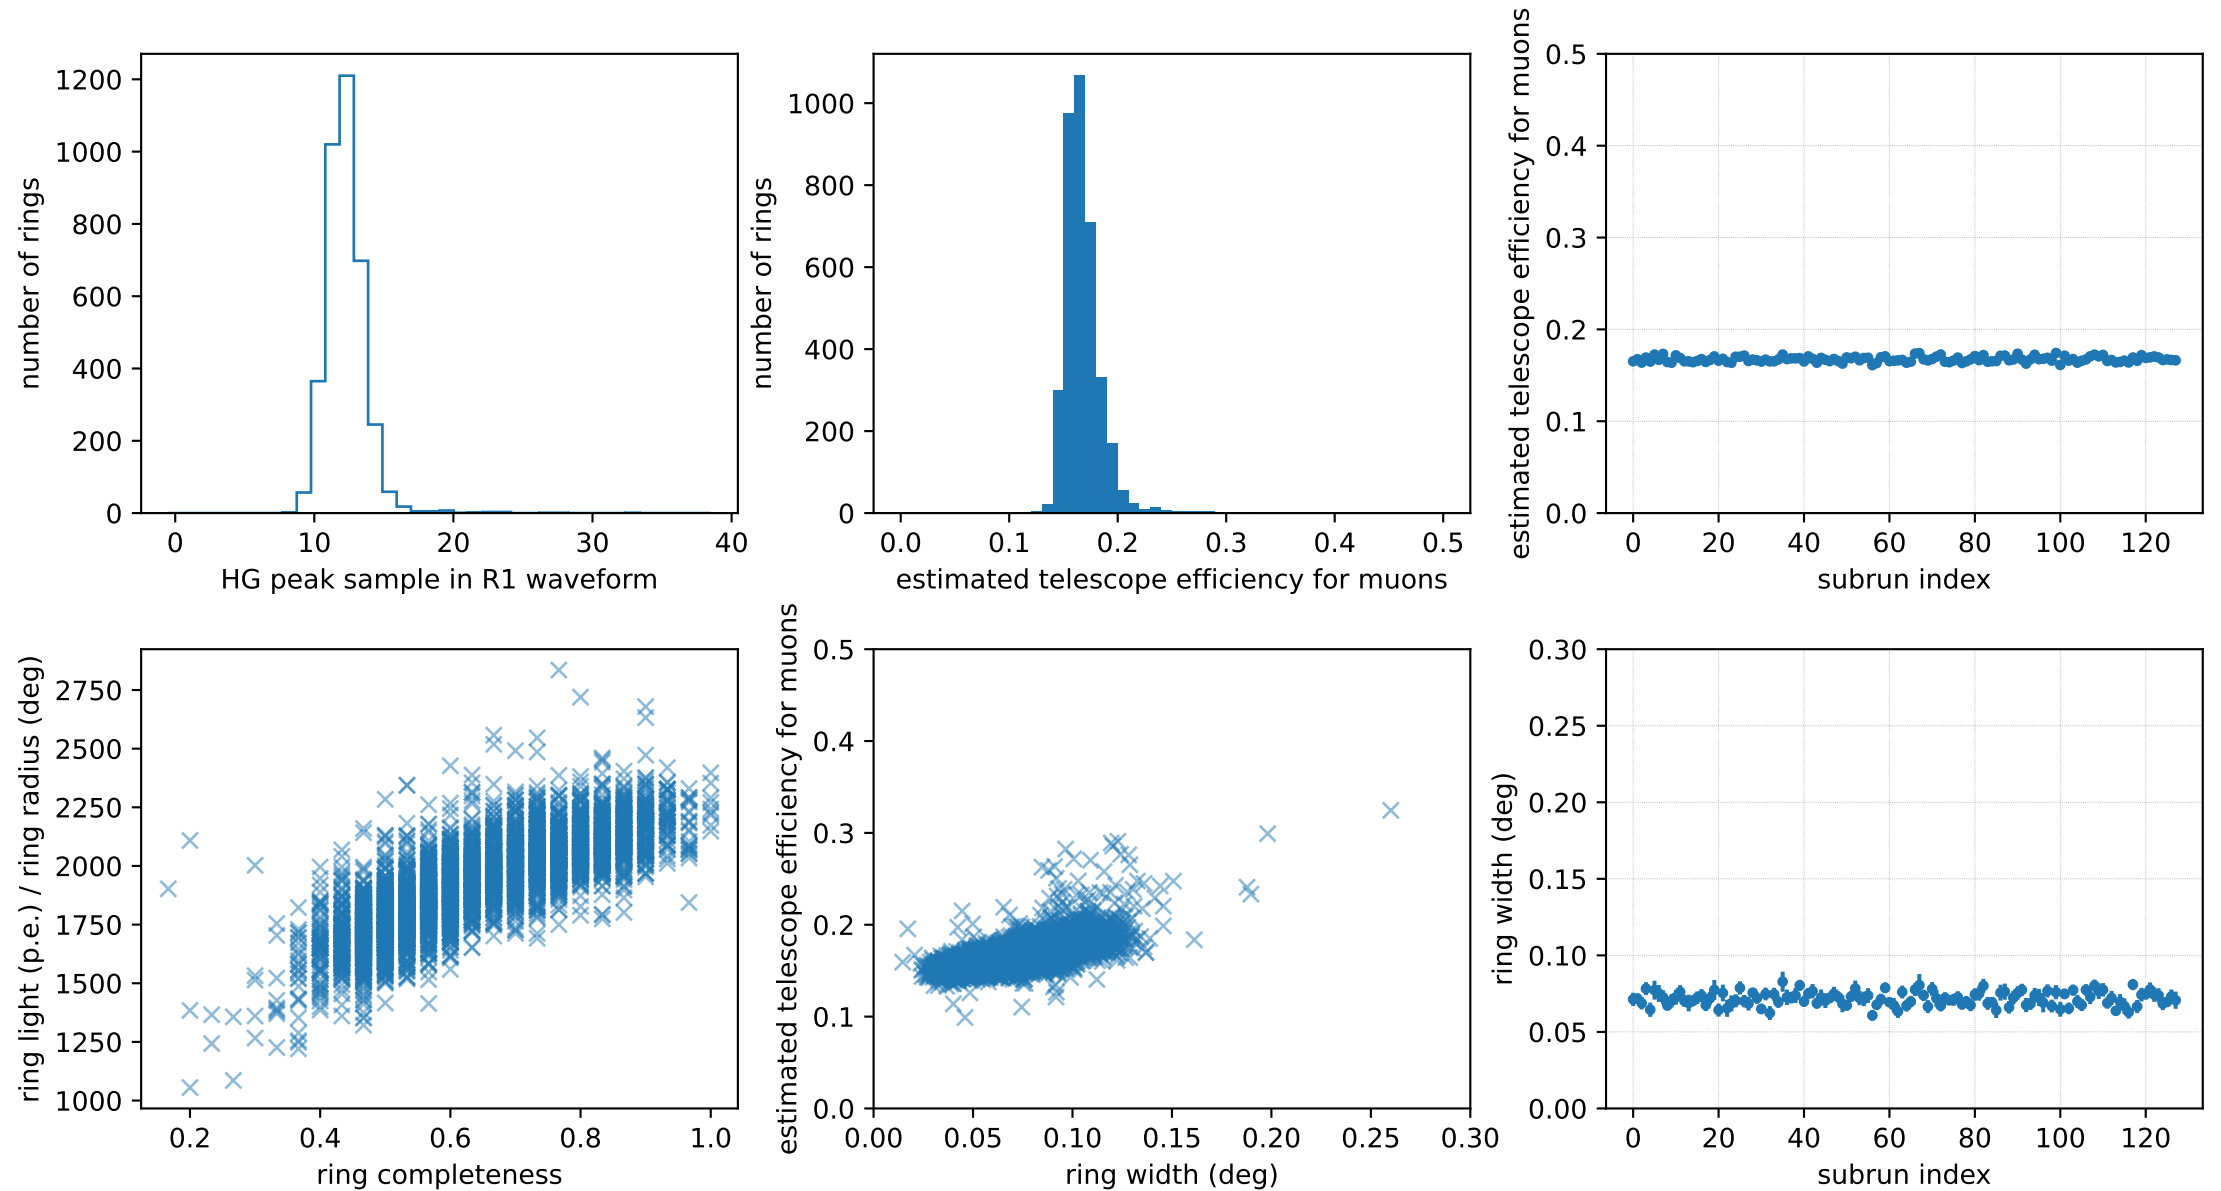 number of rings
1200
1000
800
600
400
200
0
0 10 20 30 40
HG peak sample in R1 waveform
number of rings
1000
800
600
400
200
0
0.0 0.1 0.2 0.3 0.4 0.5
estimated telescope efficiency for muons
estimated telescope efficiency for muons
0.5
0.4
0.3
0.2
0.1
0.0
0 20 40 60 80 100 120
subrun index
ring light (p.e.) / ring radius (deg)
2750
2500
2250
2000
1750
1500
1250
1000
0.2 0.4 0.6 0.8 1.0
ring completeness
estimated telescope efficiency for muons
0.5
0.4
0.3
0.2
0.1
0.0
0.00 0.05 0.10 0.15 0.20 0.25 0.30
ring width (deg)
ring width (deg)
0.30
0.25
0.20
0.15
0.10
0.05
0.00
0 20 40 60 80 100 120
subrun index